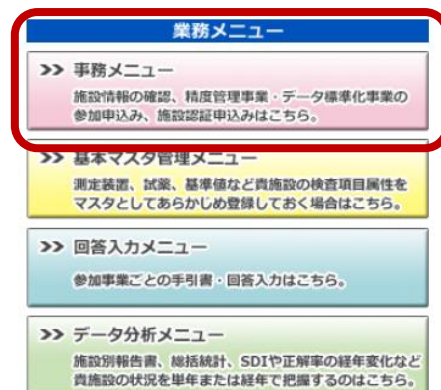 業務メニュー
>> 事務メニュー
施設情報の確認、精度管理事業・データ標準化事業の
参加申込み、施設認証申込みはこちら。
>> 基本マスタ管理メニュー
測定装置、試薬、基準値など貴施設の検査項目属性を
マスタとしてあらかじめ登録しておく場合はこちら。
>> 回答入力メニュー
参加事業ごとの手引書・回答入力はこちら。
>> データ分析メニュー
施設別報告書、総括統計、SDIや正解率の経年変化など
貴施設の状況を単年または経年で把握するのはこちら。